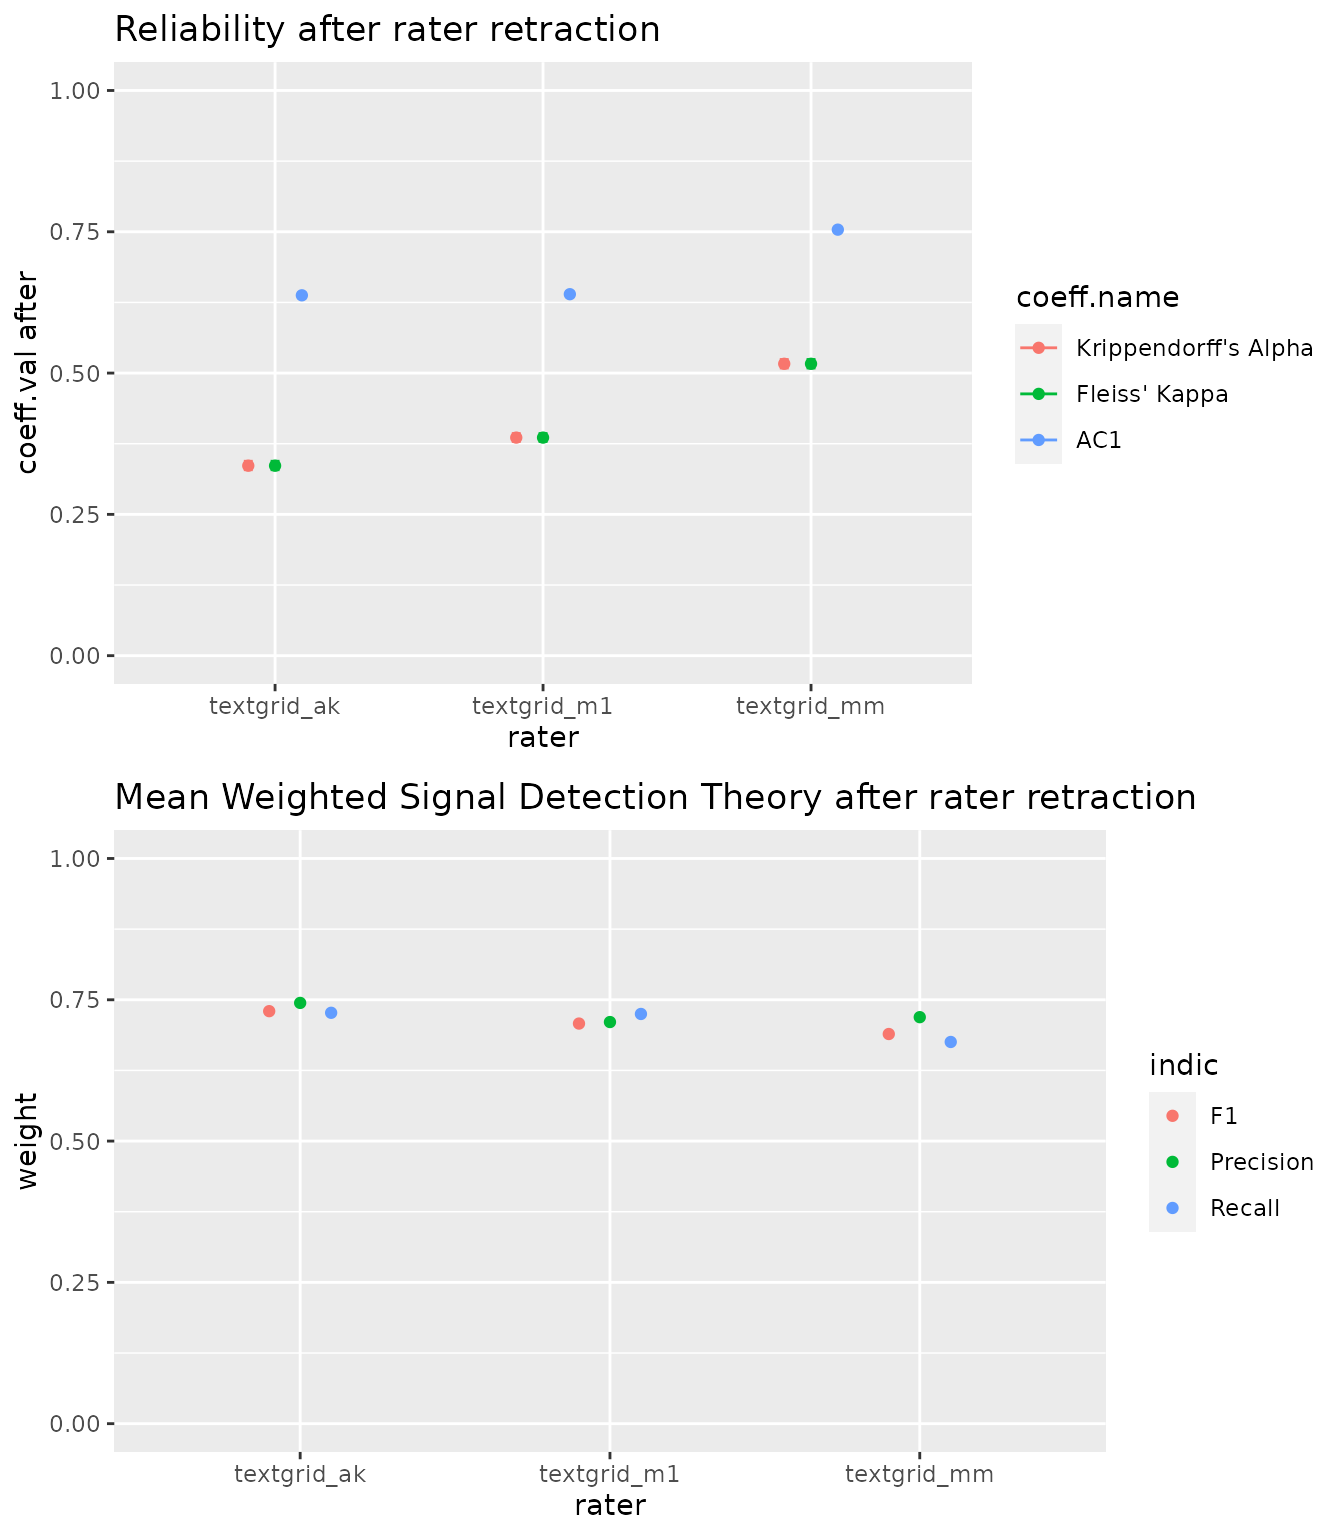 Reliability after rater retraction
1.00
0.75
0.50
0.25
0.00
coeff.val after
textgrid_ak textgrid_m1 textgrid_mm
rater
coeff.name
Krippendorff's Alpha
Fleiss' Kappa
AC1
Mean Weighted Signal Detection Theory after rater retraction
1.00
0.75
0.50
0.25
0.00
weight
textgrid_ak textgrid_m1 textgrid_mm
rater
indic
F1
Precision
Recall